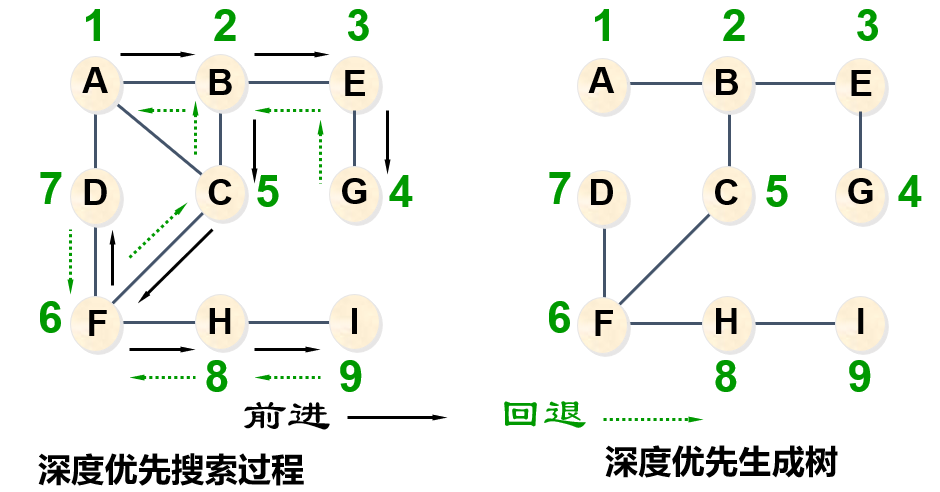 1 2 3 1 2 3
A B E A B E
7 D C 5 G 4 7 D C 5 G 4
6 F H I 6 F H I
8 9 8 9
前进 回退
深度优先搜索过程 深度优先生成树